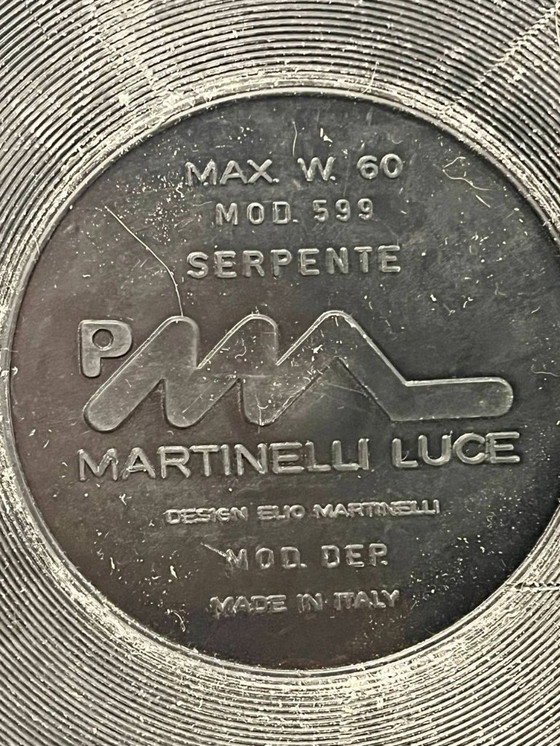 MAX. W. 60
MOD. 599
SERPENTE
P
MARTINELLI LUCE
DESIGN ELIO MARTINELLI
MOD. DEP.
MADE IN ITALY